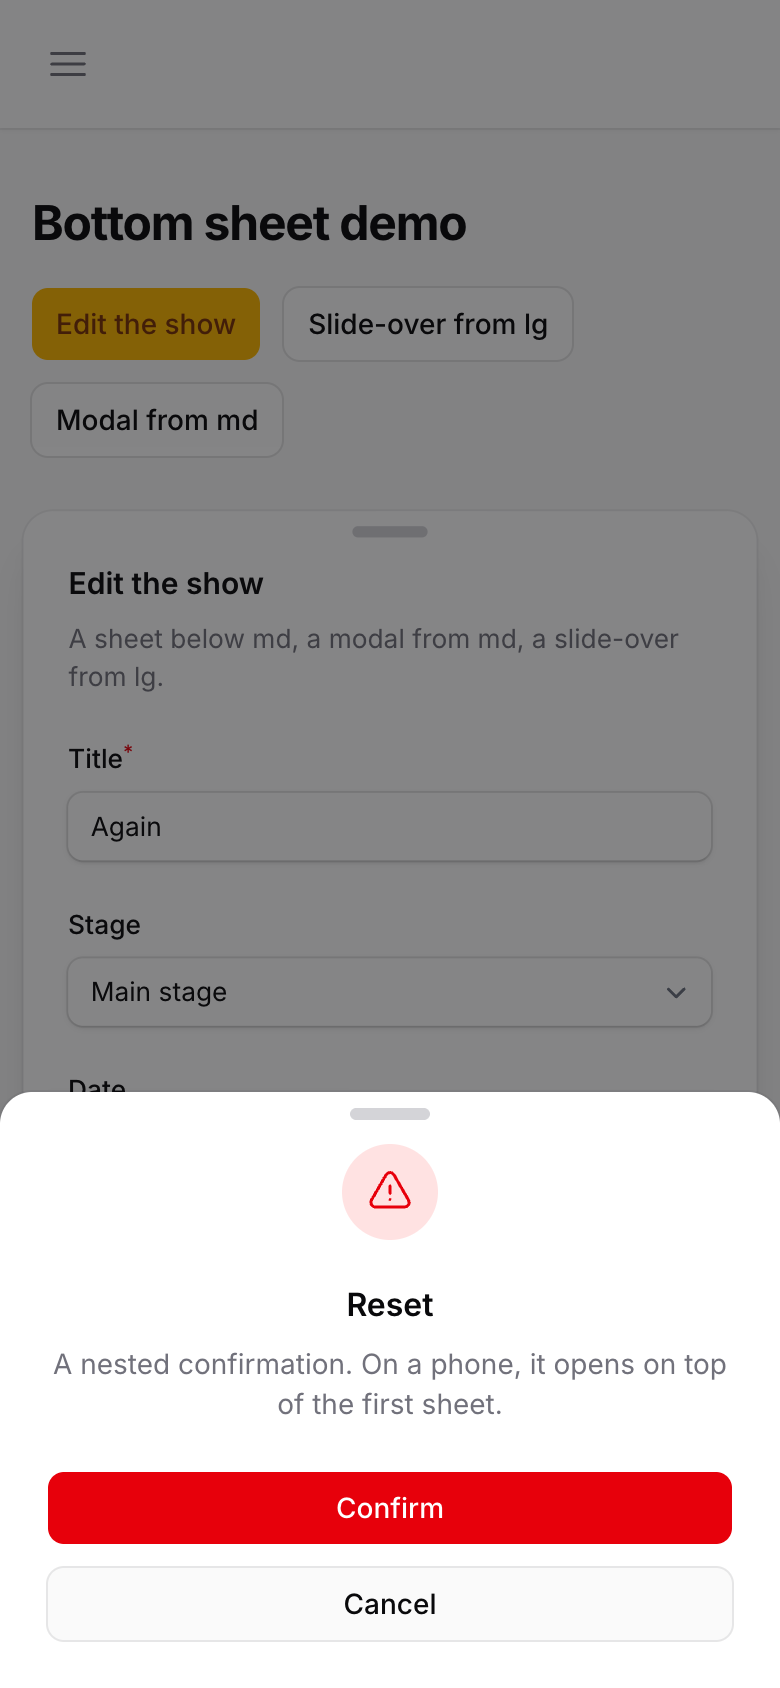 Bottom sheet demo
Edit the show
Slide-over from lg
Modal from md
Edit the show
A sheet below md, a modal from md, a slide-over
from lg.
Title*
Again
Stage
Main stage
Date
Reset
A nested confirmation. On a phone, it opens on top
of the first sheet.
Confirm
Cancel